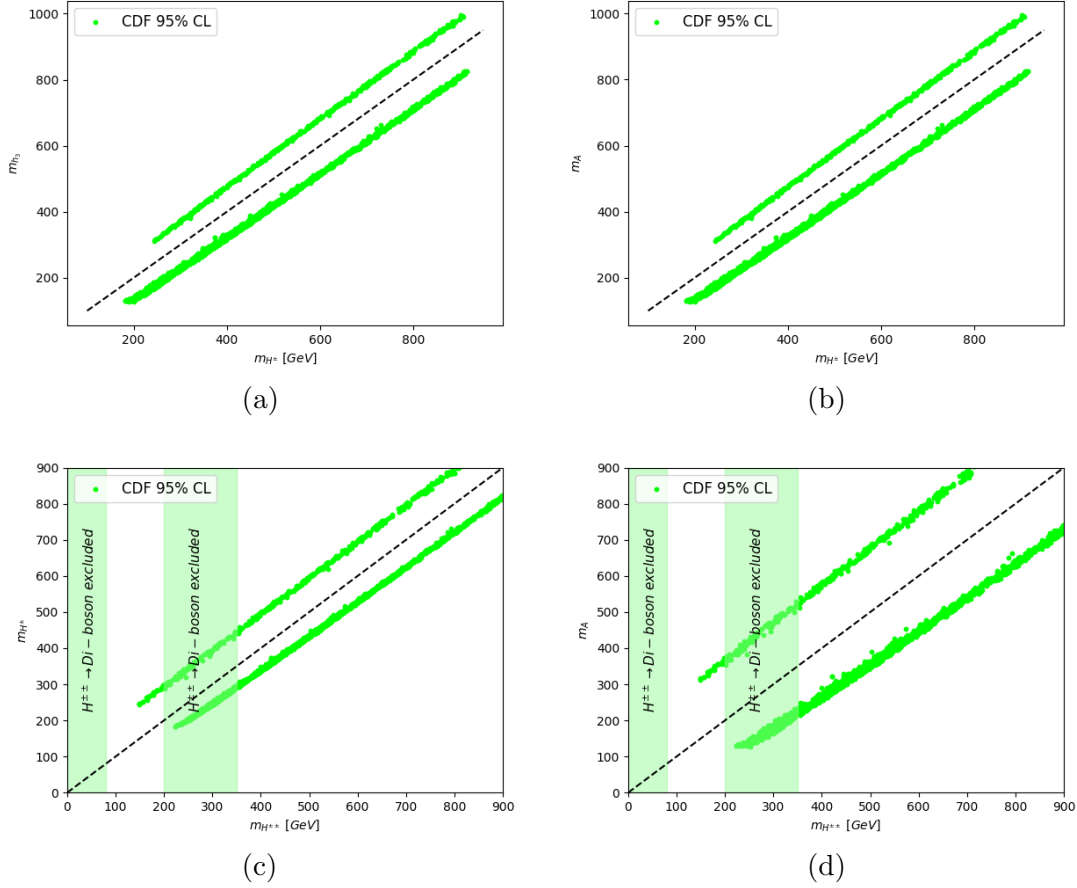 CDF 95% CL
1000
800
600
400
200
m_{h_3}
200 400 600 800
m_{H^±} [GeV]
(a)
CDF 95% CL
1000
800
600
400
200
m_A
200 400 600 800
m_{H^±} [GeV]
(b)
CDF 95% CL
900
800
700
600
500
400
300
200
100
0
m_{H^±}
H^{±±} → Di − boson excluded
H^{±±} → Di − boson excluded
0 100 200 300 400 500 600 700 800 900
m_{H^{±±}} [GeV]
(c)
CDF 95% CL
900
800
700
600
500
400
300
200
100
0
m_A
H^{±±} → Di − boson excluded
H^{±±} → Di − boson excluded
0 100 200 300 400 500 600 700 800 900
m_{H^{±±}} [GeV]
(d)